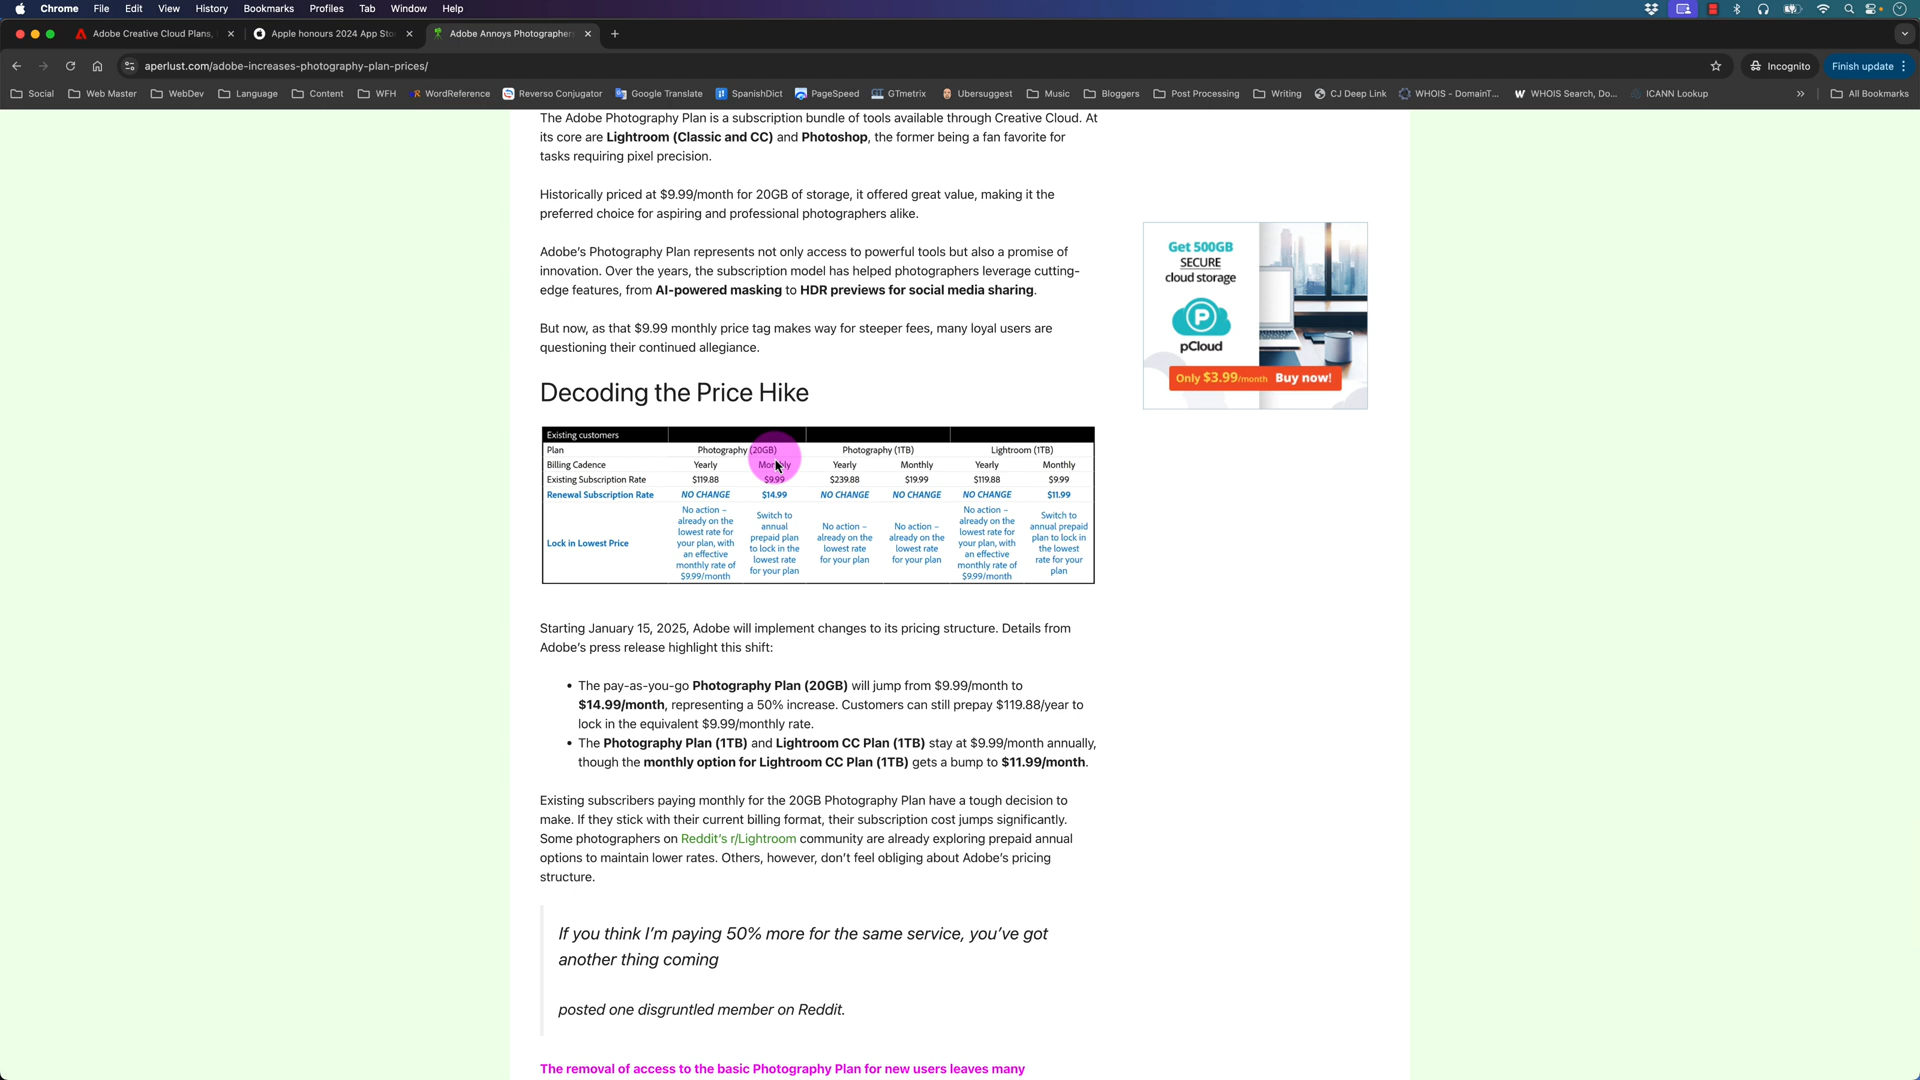 Chrome File Edit View History Bookmarks Profiles Tab Window Help
Adobe Creative Cloud Plans,
Apple honours 2024 App Sto
Adobe Annoys Photographer
aperlust.com/adobe-increases-photography-plan-prices/
Incognito
Finish update
Social Web Master WebDev Language Content WFH WordReference Reverso Conjugator Google Translate SpanishDict PageSpeed GTmetrix Ubersuggest Music Bloggers Post Processing Writing CJ Deep Link WHOIS - DomainT... WHOIS Search, Do... ICANN Lookup » All Bookmarks
The Adobe Photography Plan is a subscription bundle of tools available through Creative Cloud. At
its core are Lightroom (Classic and CC) and Photoshop, the former being a fan favorite for
tasks requiring pixel precision.
Historically priced at $9.99/month for 20GB of storage, it offered great value, making it the
preferred choice for aspiring and professional photographers alike.
Adobe's Photography Plan represents not only access to powerful tools but also a promise of
innovation. Over the years, the subscription model has helped photographers leverage cutting-
edge features, from AI-powered masking to HDR previews for social media sharing.
But now, as that $9.99 monthly price tag makes way for steeper fees, many loyal users are
questioning their continued allegiance.
Get 500GB
SECURE
cloud storage
P
pCloud
Only $3.99/month Buy now!
Decoding the Price Hike
Existing customers
Plan Photography (20GB) Photography (1TB) Lightroom (1TB)
Billing Cadence Yearly Monthly Yearly Monthly Yearly Monthly
Existing Subscription Rate $119.88 $9.99 $239.88 $19.99 $119.88 $9.99
Renewal Subscription Rate NO CHANGE $14.99 NO CHANGE NO CHANGE NO CHANGE $11.99
Lock in Lowest Price
No action –
already on the
lowest rate for
your plan, with
an effective
monthly rate of
$9.99/month
Switch to
annual
prepaid plan
to lock in the
lowest rate
for your plan
No action –
already on the
lowest rate
for your plan
No action –
already on the
lowest rate
for your plan
No action –
already on the
lowest rate for
your plan, with
an effective
monthly rate of
$9.99/month
Switch to
annual prepaid
plan to lock in
the lowest
rate for your
plan
Starting January 15, 2025, Adobe will implement changes to its pricing structure. Details from
Adobe's press release highlight this shift:
• The pay-as-you-go Photography Plan (20GB) will jump from $9.99/month to
$14.99/month, representing a 50% increase. Customers can still prepay $119.88/year to
lock in the equivalent $9.99/monthly rate.
• The Photography Plan (1TB) and Lightroom CC Plan (1TB) stay at $9.99/month annually,
though the monthly option for Lightroom CC Plan (1TB) gets a bump to $11.99/month.
Existing subscribers paying monthly for the 20GB Photography Plan have a tough decision to
make. If they stick with their current billing format, their subscription cost jumps significantly.
Some photographers on Reddit's r/Lightroom community are already exploring prepaid annual
options to maintain lower rates. Others, however, don't feel obliging about Adobe's pricing
structure.
If you think I'm paying 50% more for the same service, you've got
another thing coming
posted one disgruntled member on Reddit.
The removal of access to the basic Photography Plan for new users leaves many